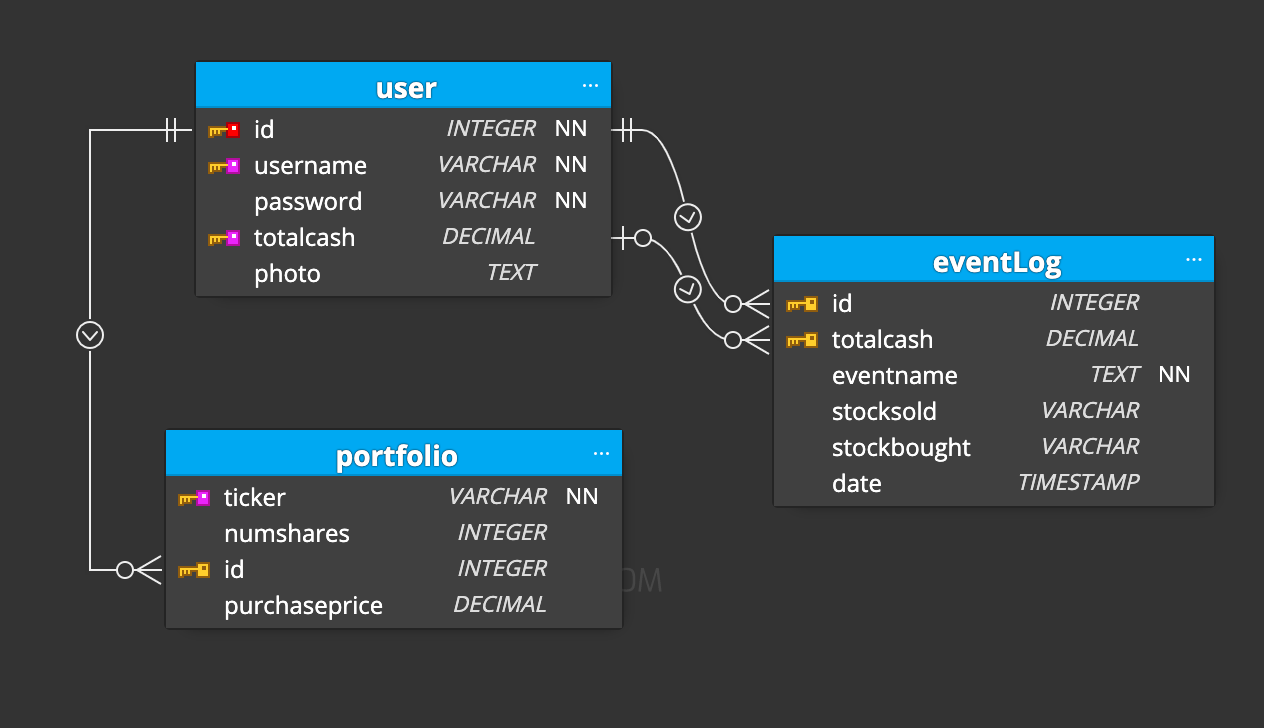 user ...
id INTEGER NN
username VARCHAR NN
password VARCHAR NN
totalcash DECIMAL
photo TEXT
eventLog ...
id INTEGER
totalcash DECIMAL
eventname TEXT NN
stocksold VARCHAR
stockbought VARCHAR
date TIMESTAMP
portfolio ...
ticker VARCHAR NN
numshares INTEGER
id INTEGER
purchaseprice DECIMAL